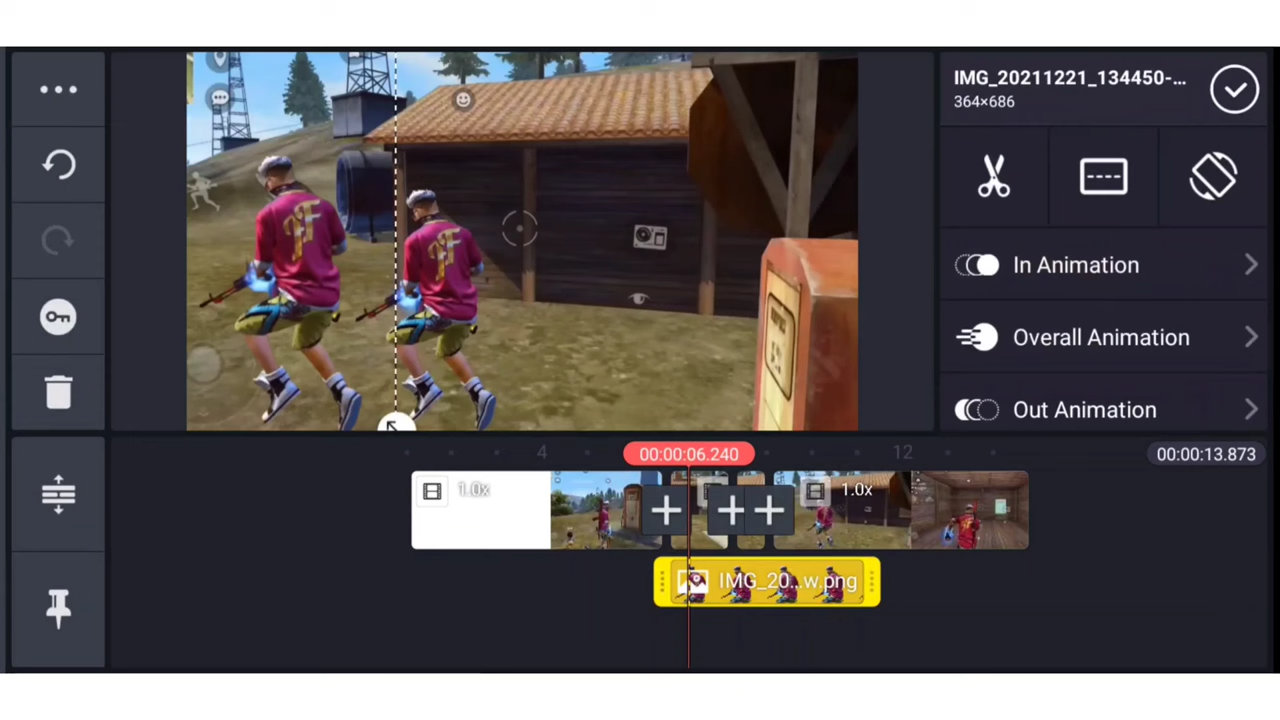 IMG_20211221_134450-...
364×686
In Animation
Overall Animation
Out Animation
4
00:00:06.240
12
00:00:13.873
1.0x
1.0x
IMG_20...w.png